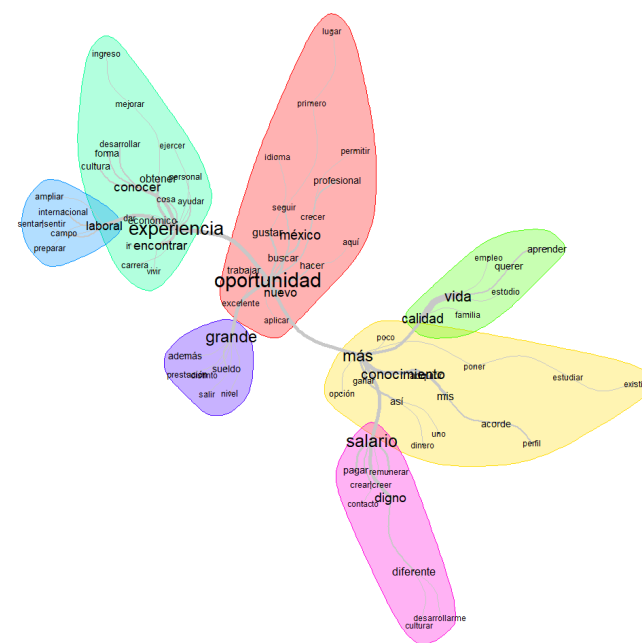 lugar
ingreso
primero
mejorar
desarrollar
ejercer
forma
idioma
permitir
cultura
obtener
personal
profesional
conocer
ampliar
cosa
ayudar
internacional
seguir
crecer
dar
económico
sentar/sentir
laboral
experiencia
gustar
méxico
campo
preparar
ir
encontrar
aquí
aprender
buscar
empleo
querer
carrera
vivir
trabajar
hacer
oportunidad
nuevo
vida
estudio
excelente
familia
aplicar
calidad
grande
poco
además
más
sueldo
poner
prestación
distinto
conocimiento
estudiar
ganar
existir
salir
nivel
opción
mis
así
acorde
uno
salario
dinero
perfil
pagar
remunerar
crear/creer
digno
contacto
diferente
desarrollarme
culturar